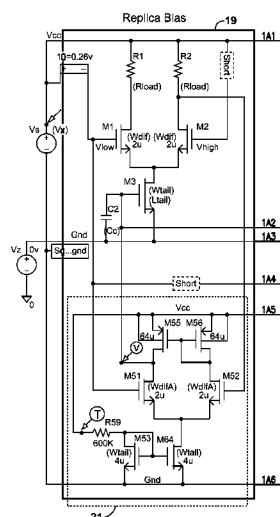 Replica Bias
19
Vcc
1A1
10=0.26v
R1
R2
Short
(Rload)
(Rload)
Vs
(Vx)
M1
(Wdif)
(Wdif)
M2
Vlow
2u
2u
Vhigh
M3
(Wtail)
(Ltail)
C2
(Cc)
1A2
Gnd
1A3
Vz
0v
Short
1A4
0
Vcc
1A5
M55
M56
64u
64u
V
M51
(WdifA)
(WdifA)
M52
2u
2u
T
R59
600K
M53
M64
(Wtail)
(Wtail)
4u
4u
Gnd
1A6
21